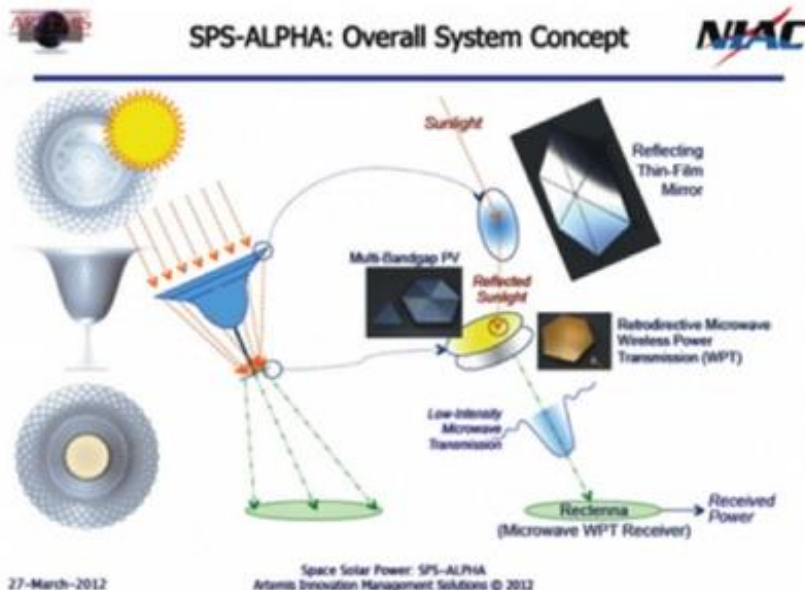 ARTEMIS
SPS-ALPHA: Overall System Concept
NIAC
Sunlight
Reflecting
Thin-Film
Mirror
Multi-Bandgap PV
Reflected
Sunlight
Retrodirective Microwave
Wireless Power
Transmission (WPT)
Low-Intensity
Microwave
Transmission
Rectenna
(Microwave WPT Receiver)
Received
Power
27-March-2012
Space Solar Power: SPS-ALPHA
Artemis Innovation Management Solutions © 2012